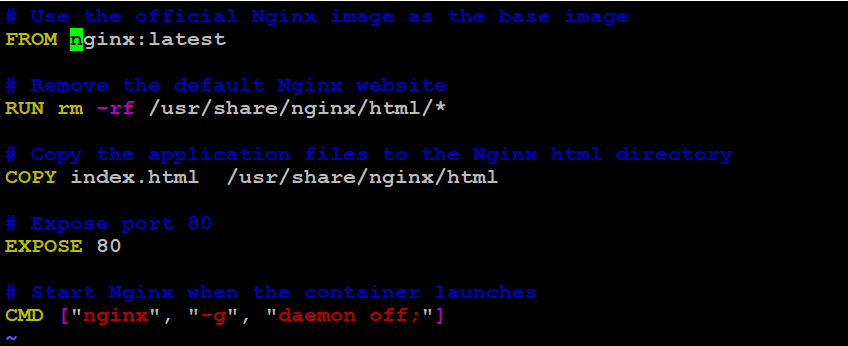 # Use the official Nginx image as the base image
FROM nginx:latest
# Remove the default Nginx website
RUN rm -rf /usr/share/nginx/html/*
# Copy the application files to the Nginx html directory
COPY index.html  /usr/share/nginx/html
# Expose port 80
EXPOSE 80
# Start Nginx when the container launches
CMD ["nginx", "-g", "daemon off;"]
~